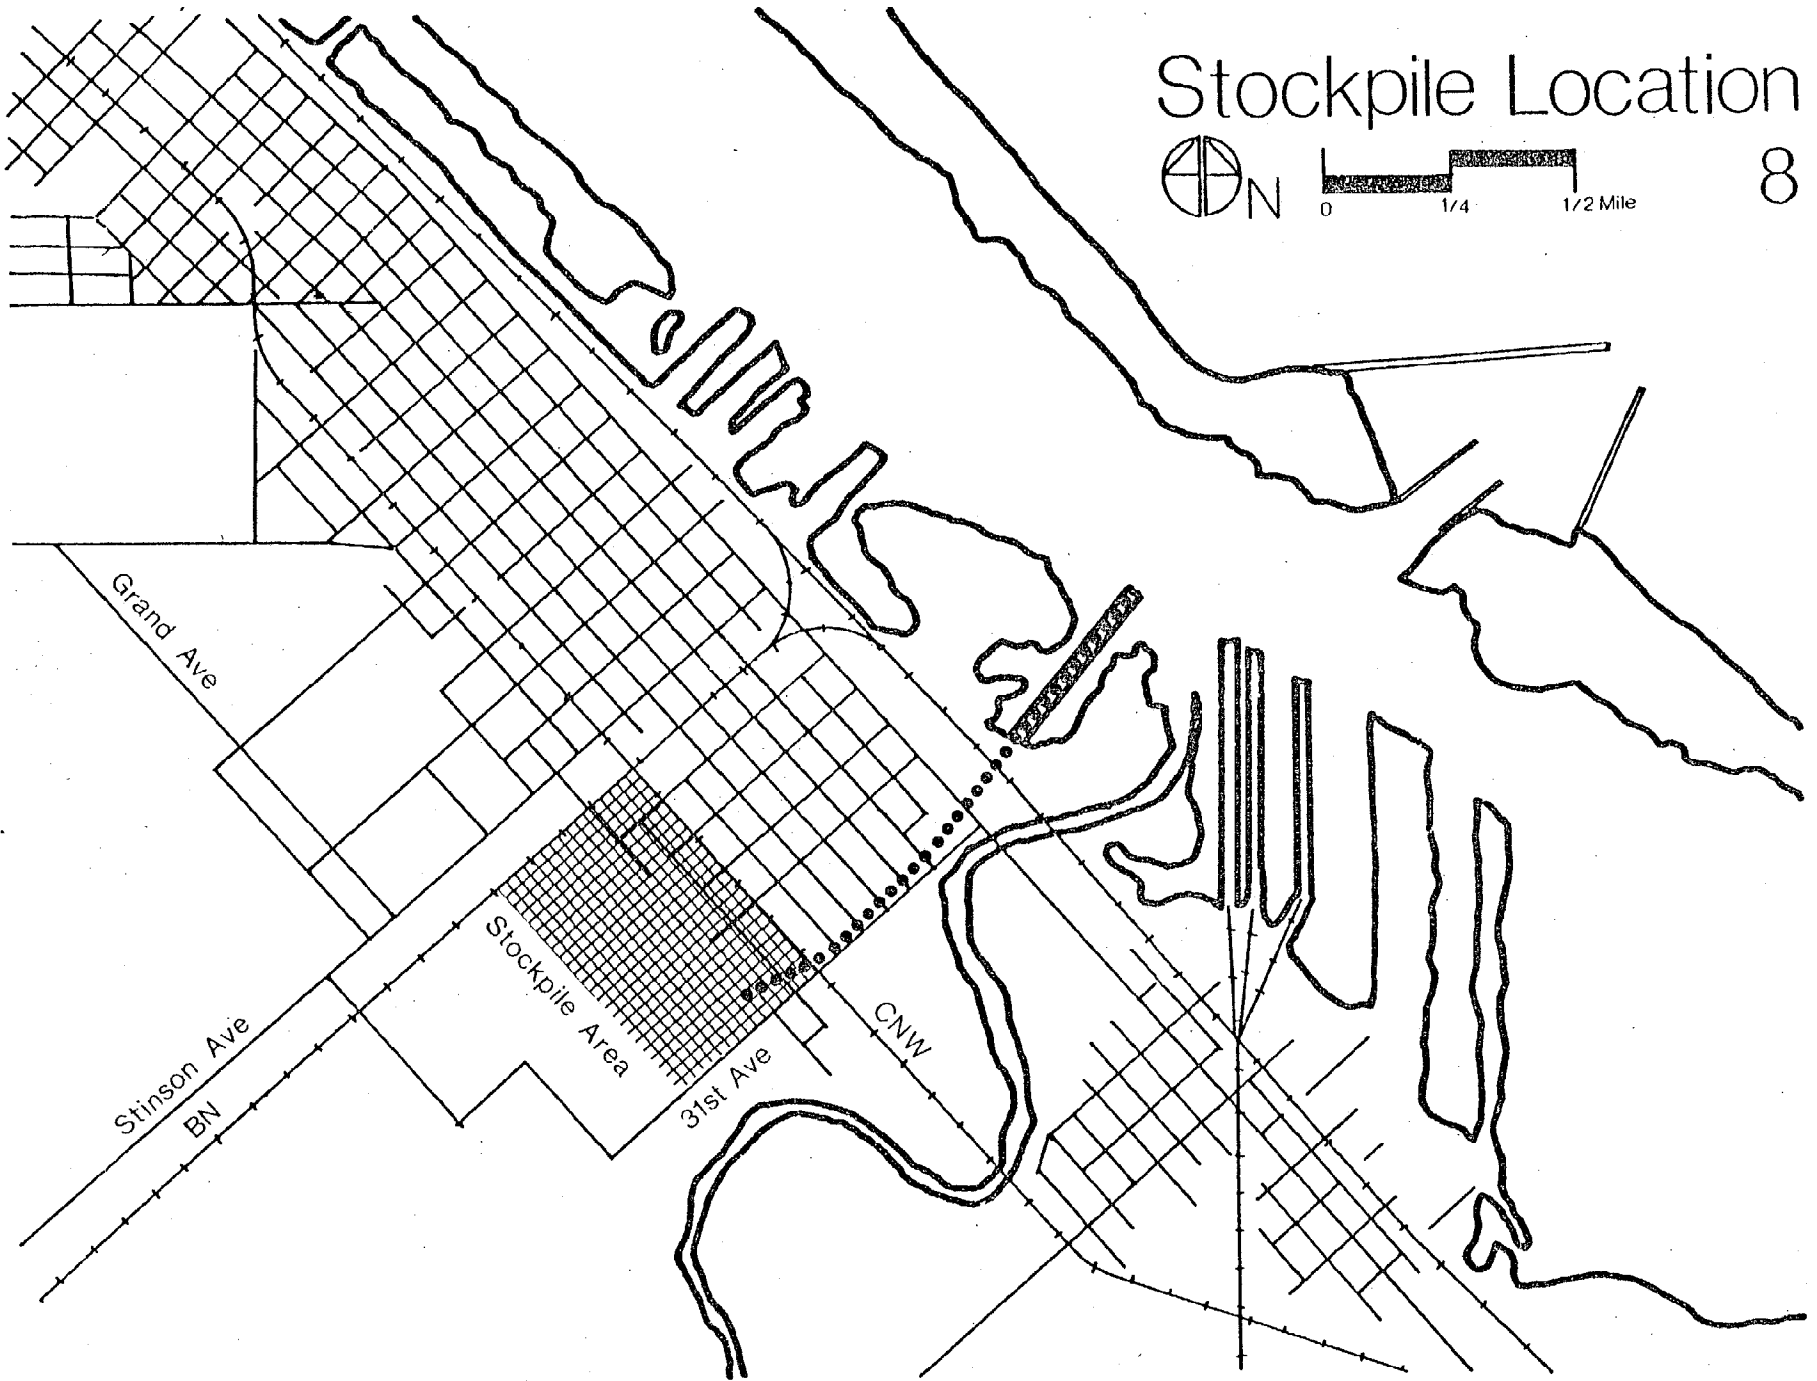 Stockpile Location
N
0 1/4 1/2 Mile
8
Grand Ave
Stockpile Area
CNW
31st Ave
Stinson Ave
BN